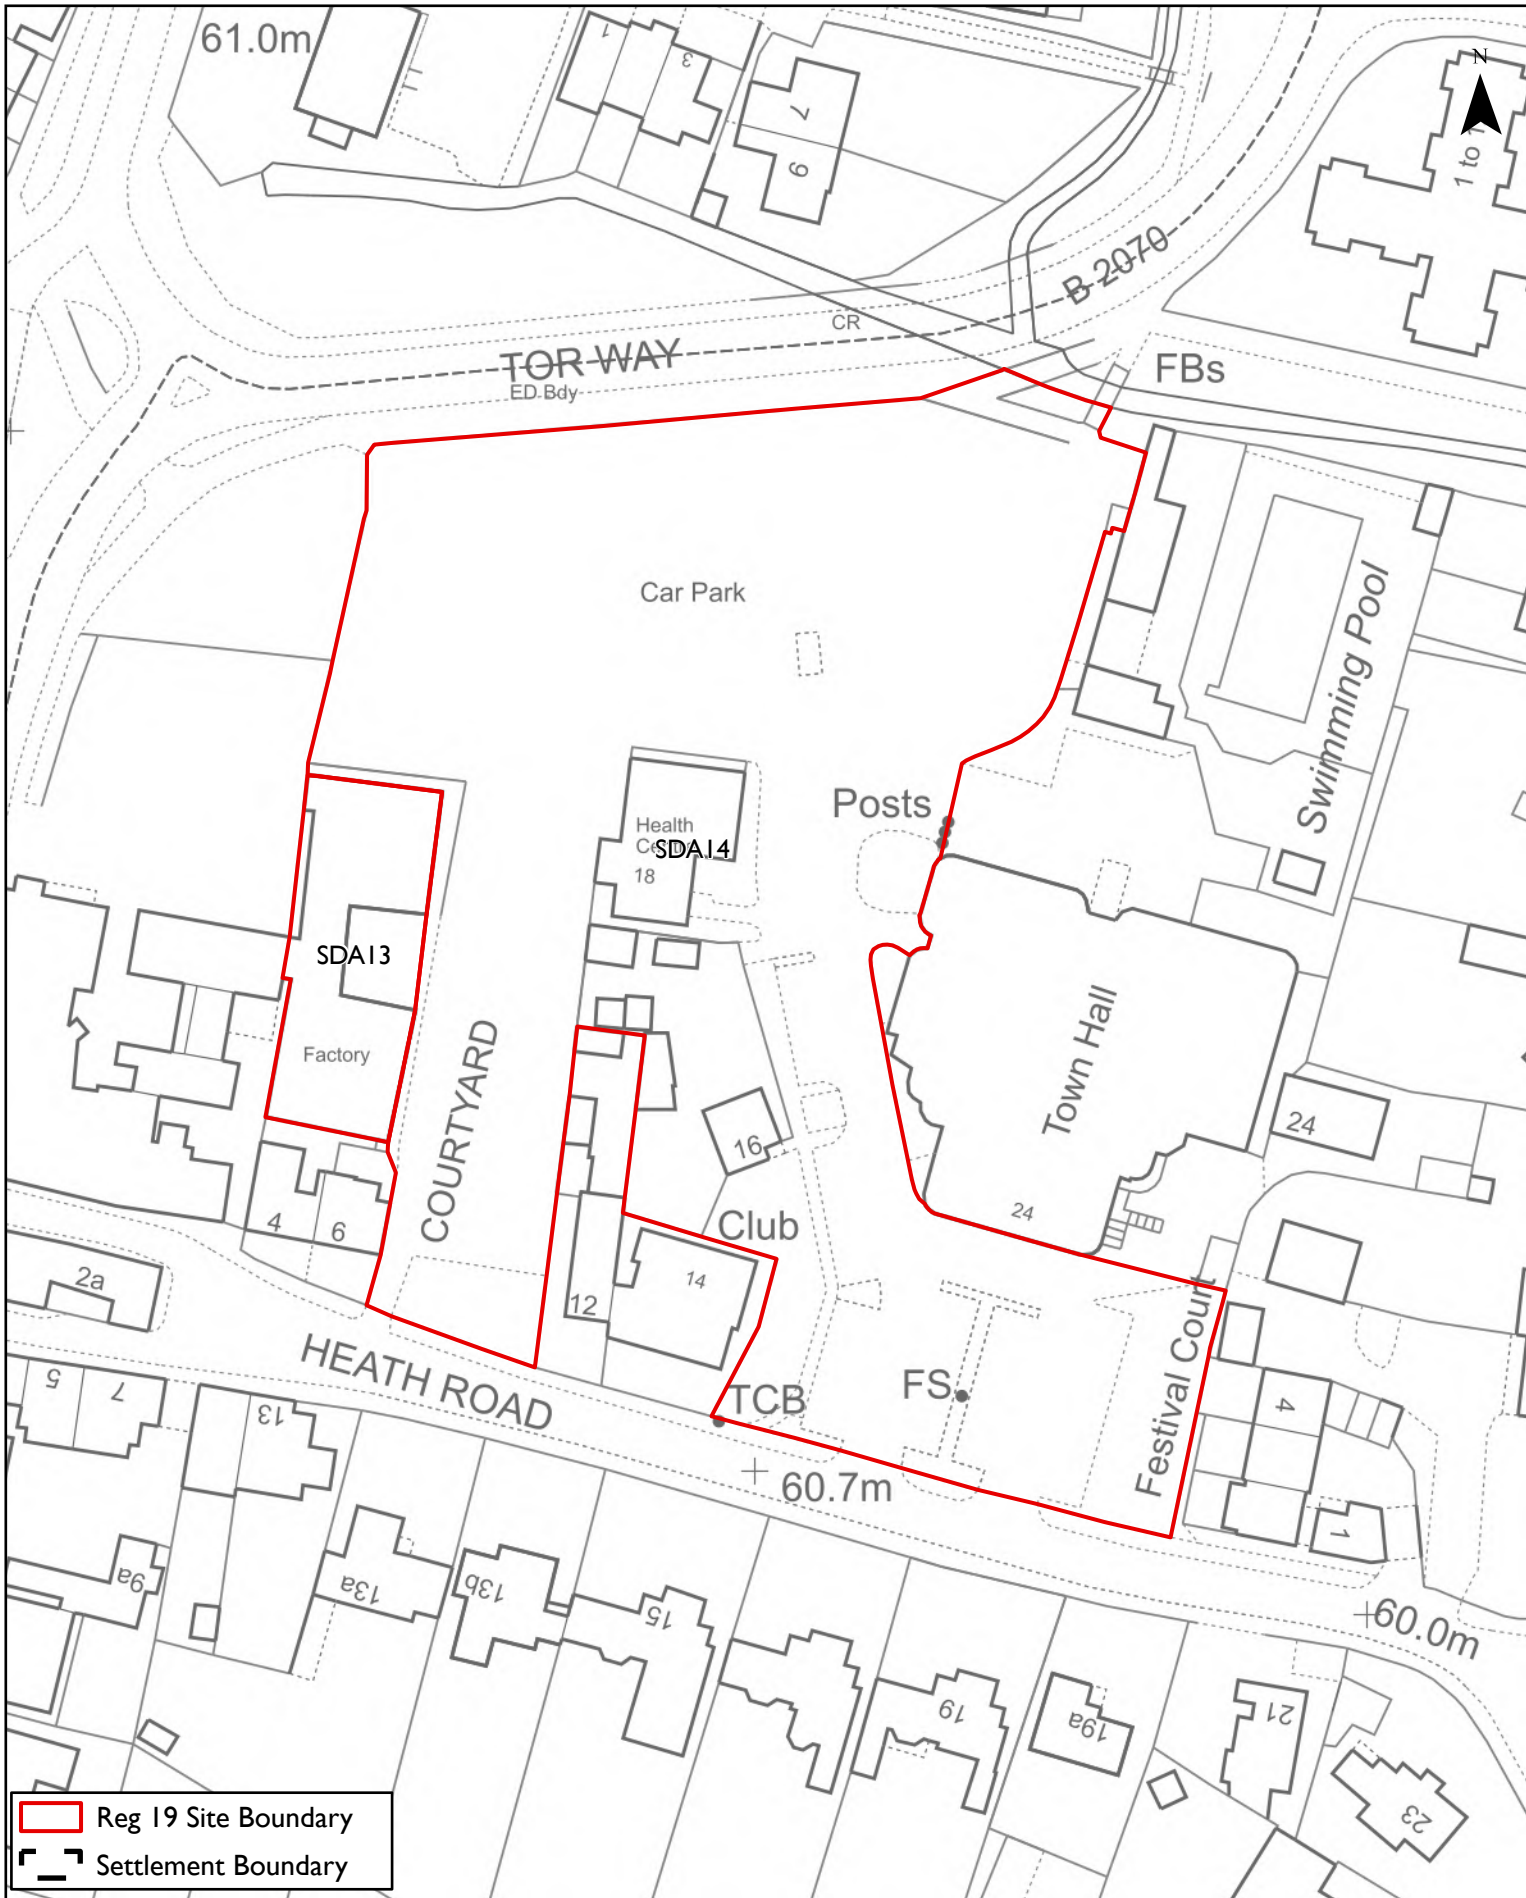 61.0m
1
3
7
9
N
1 to 1
B 2070
CR
TOR WAY
ED Bdy
FBs
Car Park
Swimming Pool
Posts
Health
SDA14
18
SDA13
Factory
COURTYARD
Town Hall
16
24
24
4
6
Club
14
12
2a
HEATH ROAD
TCB
FS
Festival Court
4
1
5
7
13
60.7m
9a
13a
13b
15
19
19a
21
23
60.0m
Reg 19 Site Boundary
Settlement Boundary